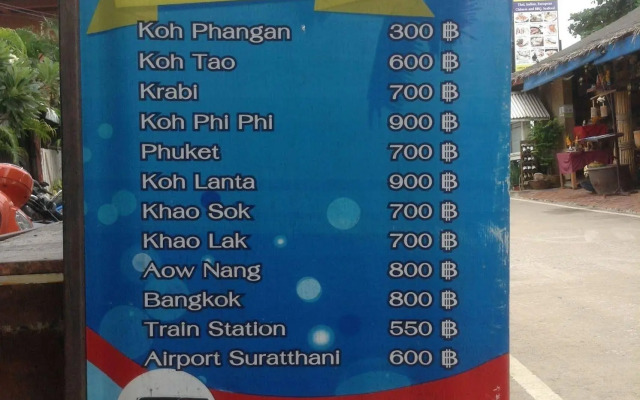 Koh Phangan 300 ฿
Koh Tao 600 ฿
Krabi 700 ฿
Koh Phi Phi 900 ฿
Phuket 700 ฿
Koh Lanta 900 ฿
Khao Sok 700 ฿
Khao Lak 700 ฿
Aow Nang 800 ฿
Bangkok 800 ฿
Train Station 550 ฿
Airport Suratthani 600 ฿